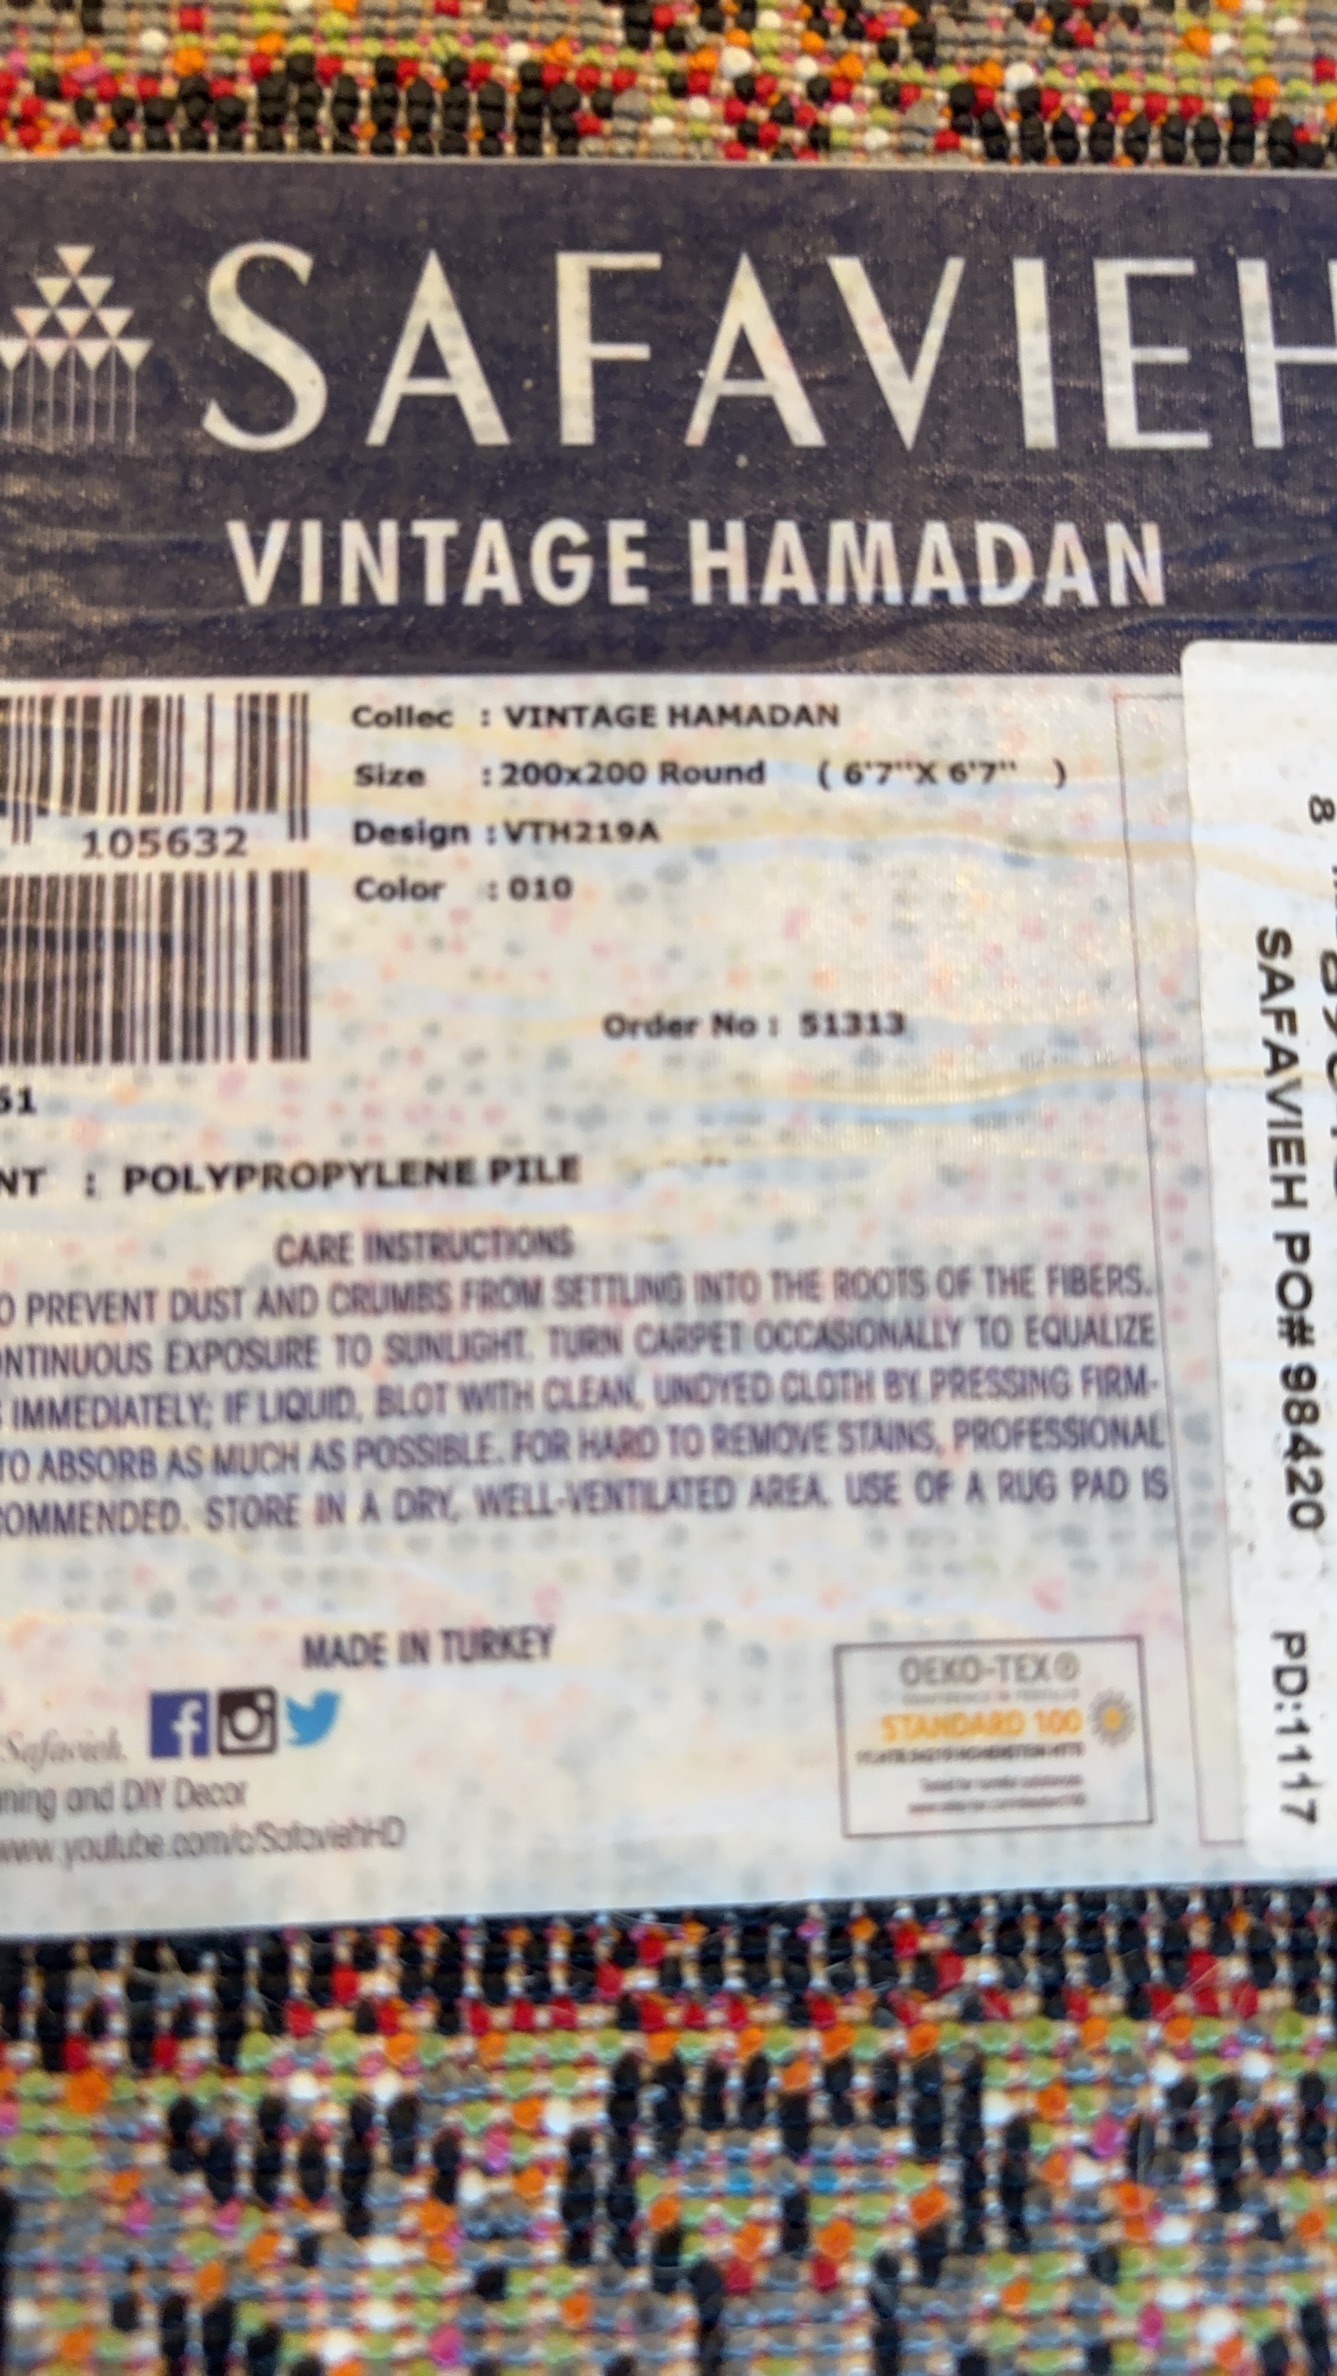 SAFAVIEH
VINTAGE HAMADAN
Collec : VINTAGE HAMADAN
Size : 200x200 Round ( 6'7"X 6'7" )
105632
Design : VTH219A
Color : 010
Order No : 51313
51
NT : POLYPROPYLENE PILE
CARE INSTRUCTIONS
O PREVENT DUST AND CRUMBS FROM SETTLING INTO THE ROOTS OF THE FIBERS.
ONTINUOUS EXPOSURE TO SUNLIGHT. TURN CARPET OCCASIONALLY TO EQUALIZE
S IMMEDIATELY; IF LIQUID, BLOT WITH CLEAN, UNDYED CLOTH BY PRESSING FIRM-
TO ABSORB AS MUCH AS POSSIBLE. FOR HARD TO REMOVE STAINS, PROFESSIONAL
COMMENDED. STORE IN A DRY, WELL-VENTILATED AREA. USE OF A RUG PAD IS
MADE IN TURKEY
Safavieh.
ning and DIY Decor
www.youtube.com/c/SafaviehHD
OEKO-TEX®
STANDARD 100
8
SAFAVIEH PO# 98420 PD:1117